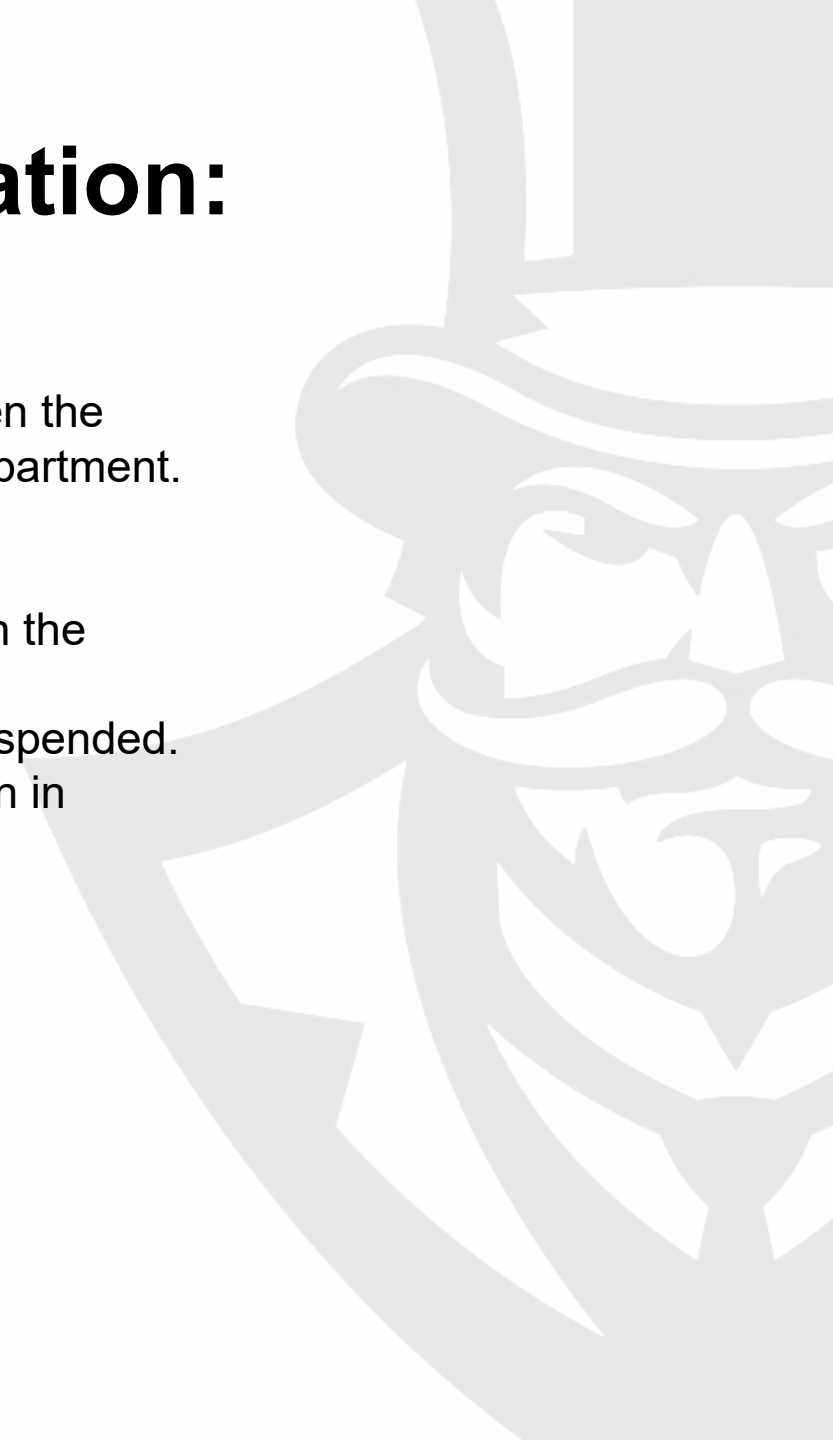 ation:
en the
partment.
n the
spended.
n in